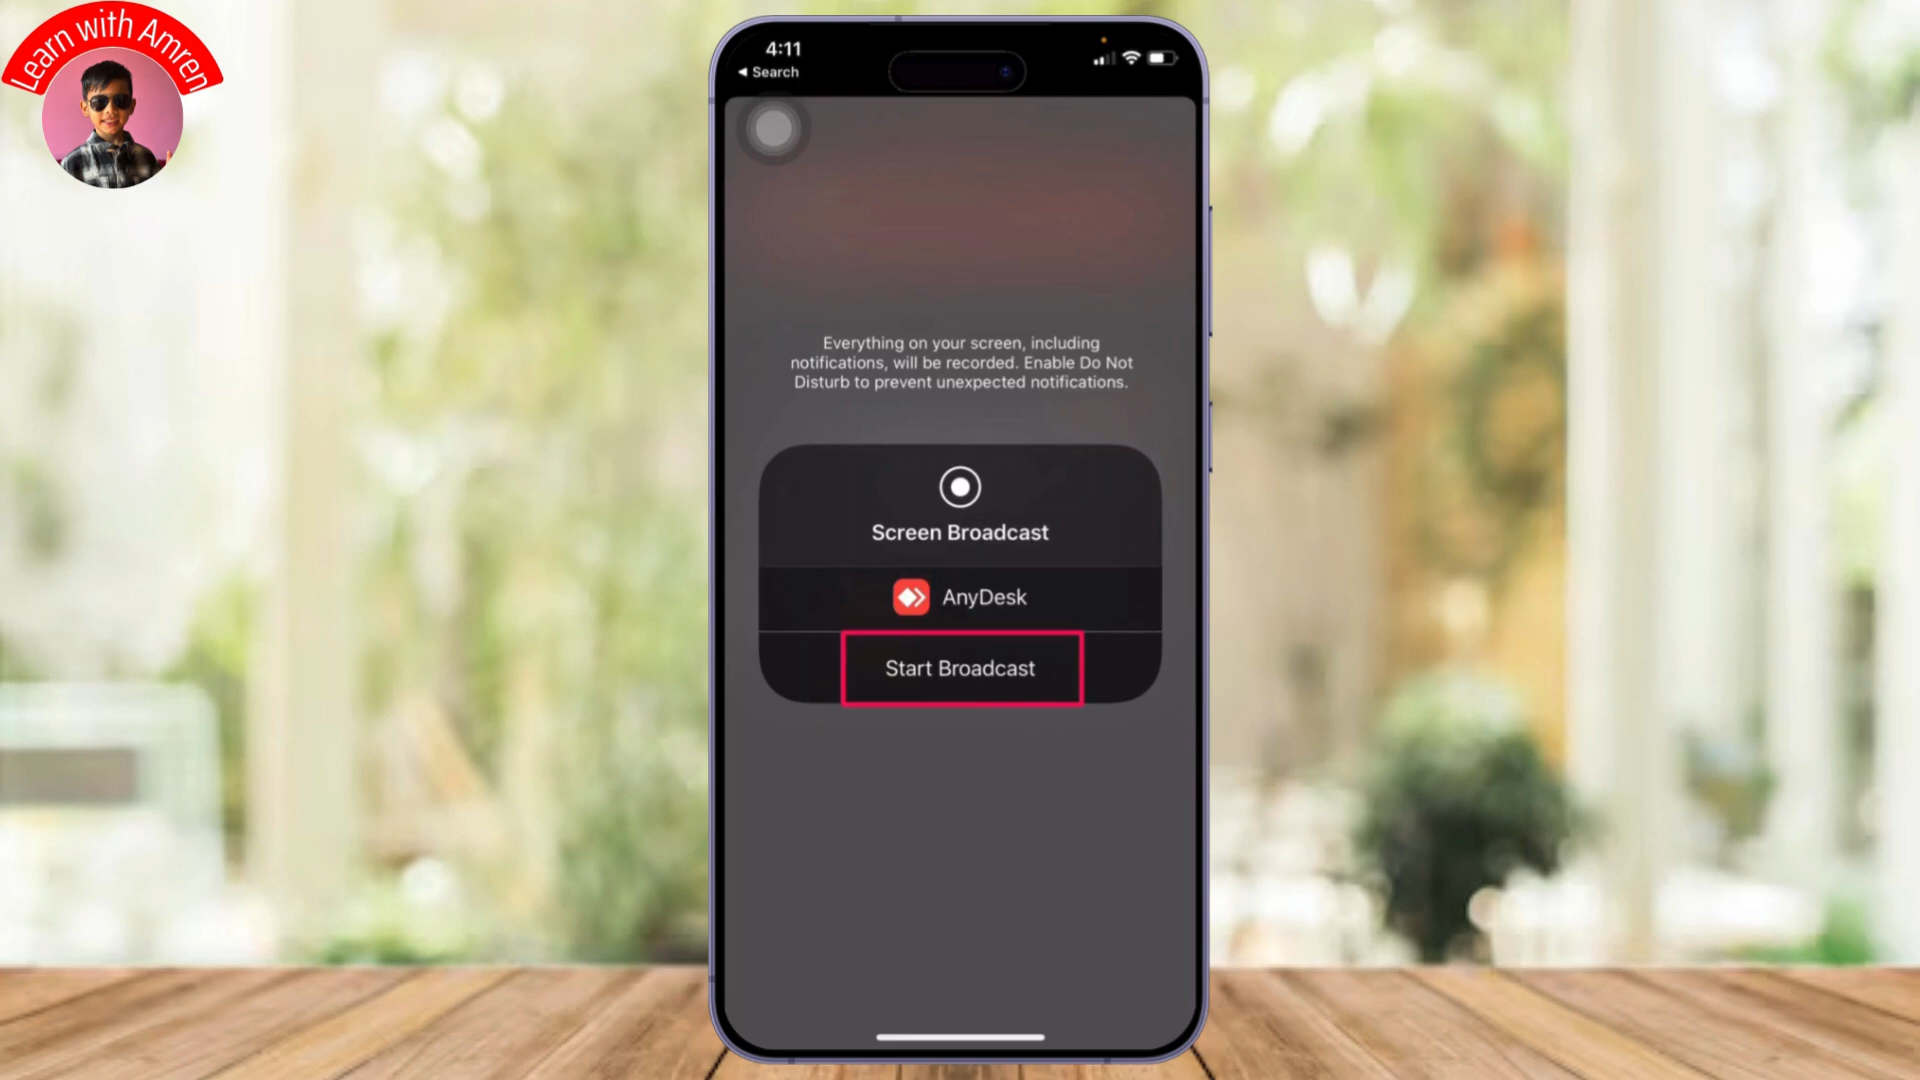 Learn with Amren
4:11
◀ Search
Everything on your screen, including
notifications, will be recorded. Enable Do Not
Disturb to prevent unexpected notifications.
Screen Broadcast
AnyDesk
Start Broadcast